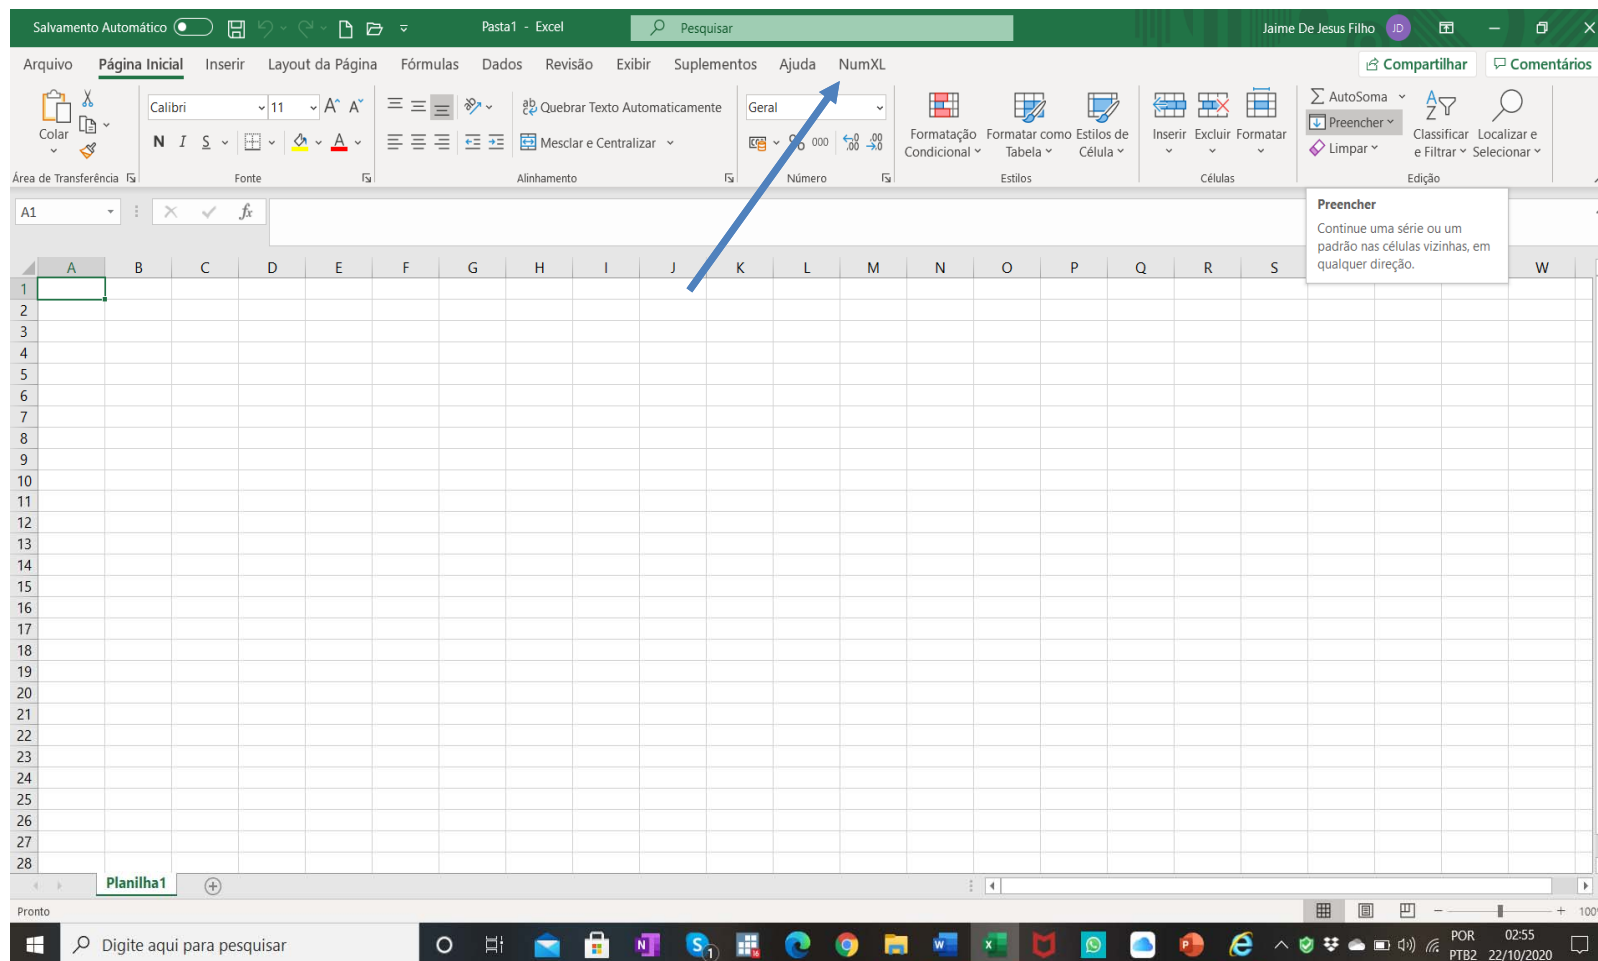 Salvamento Automático
Pasta1 - Excel
Pesquisar
Jaime De Jesus Filho
JD
Arquivo Página Inicial Inserir Layout da Página Fórmulas Dados Revisão Exibir Suplementos Ajuda NumXL
Compartilhar
Comentários
Colar
Calibri 11
N I S
A
Quebrar Texto Automaticamente
Mesclar e Centralizar
Geral
% 000
Formatação Condicional
Formatar como Tabela
Estilos de Célula
Inserir Excluir Formatar
AutoSoma
Preencher
Limpar
Classificar e Filtrar
Localizar e Selecionar
Área de Transferência Fonte Alinhamento Número Estilos Células Edição
A1
fx
Preencher
Continue uma série ou um
padrão nas células vizinhas, em
qualquer direção.
A B C D E F G H I J K L M N O P Q R S W
1
2
3
4
5
6
7
8
9
10
11
12
13
14
15
16
17
18
19
20
21
22
23
24
25
26
27
28
Planilha1
Pronto
100
Digite aqui para pesquisar
POR
PTB2
02:55
22/10/2020